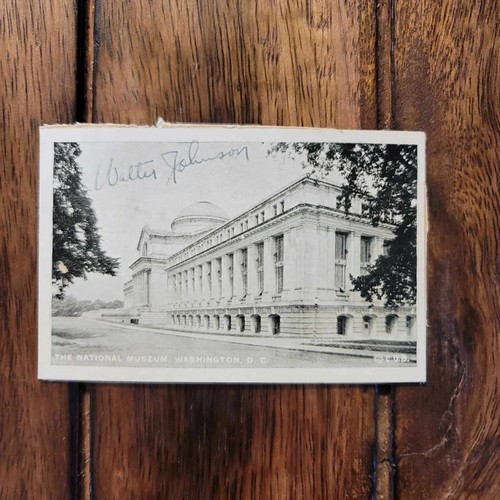 Walter Johnson
THE NATIONAL MUSEUM, WASHINGTON, D. C.